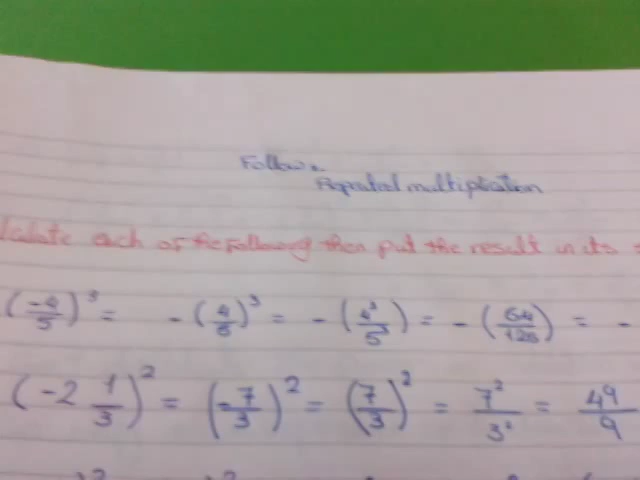 Follow
Repeated multiplication
lculate each of the following then put the result in its
(-4/5)³ = -(4/5)³ = -(4³/5³) = -(64/125) = -
(-2 1/3)² = (-7/3)² = (7/3)² = 7²/3² = 49/9